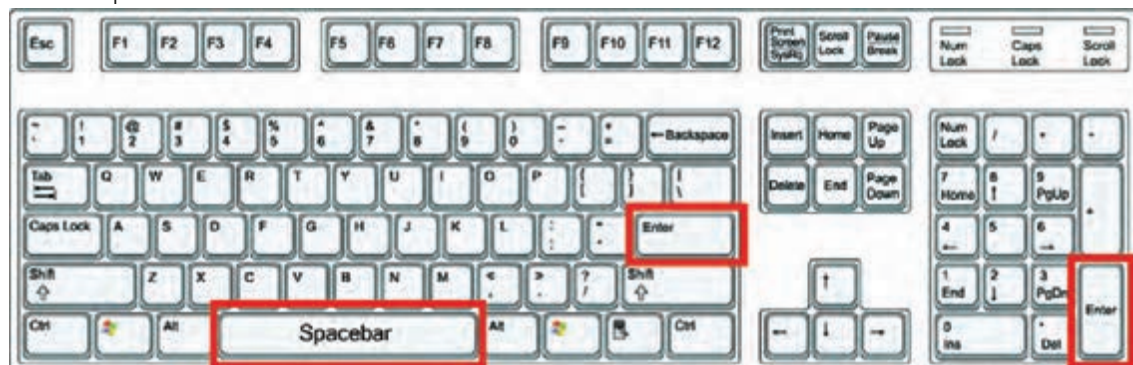 Esc F1 F2 F3 F4 F5 F6 F7 F8 F9 F10 F11 F12 Print Screen SysRq Scroll Lock Pause Break Num Lock Caps Lock Scroll Lock
~ ` ! 1 @ 2 # 3 $ 4 % 5 ^ 6 & 7 * 8 ( 9 ) 0 - + = ←Backspace Insert Home Page Up Num Lock / -
Tab Q W E R T Y U I O P { [ } ] | \ Delete End Page Down 7 Home 8 ↑ 9 PgUp +
Caps Lock A S D F G H J K L : ; Enter 4 ← 5 6 →
Shift Z X C V B N M < , > . ? / Shift ↑ 1 End 2 ↓ 3 PgDn Enter
Ctrl Alt Spacebar Alt Ctrl ← ↓ → 0 Ins . Del